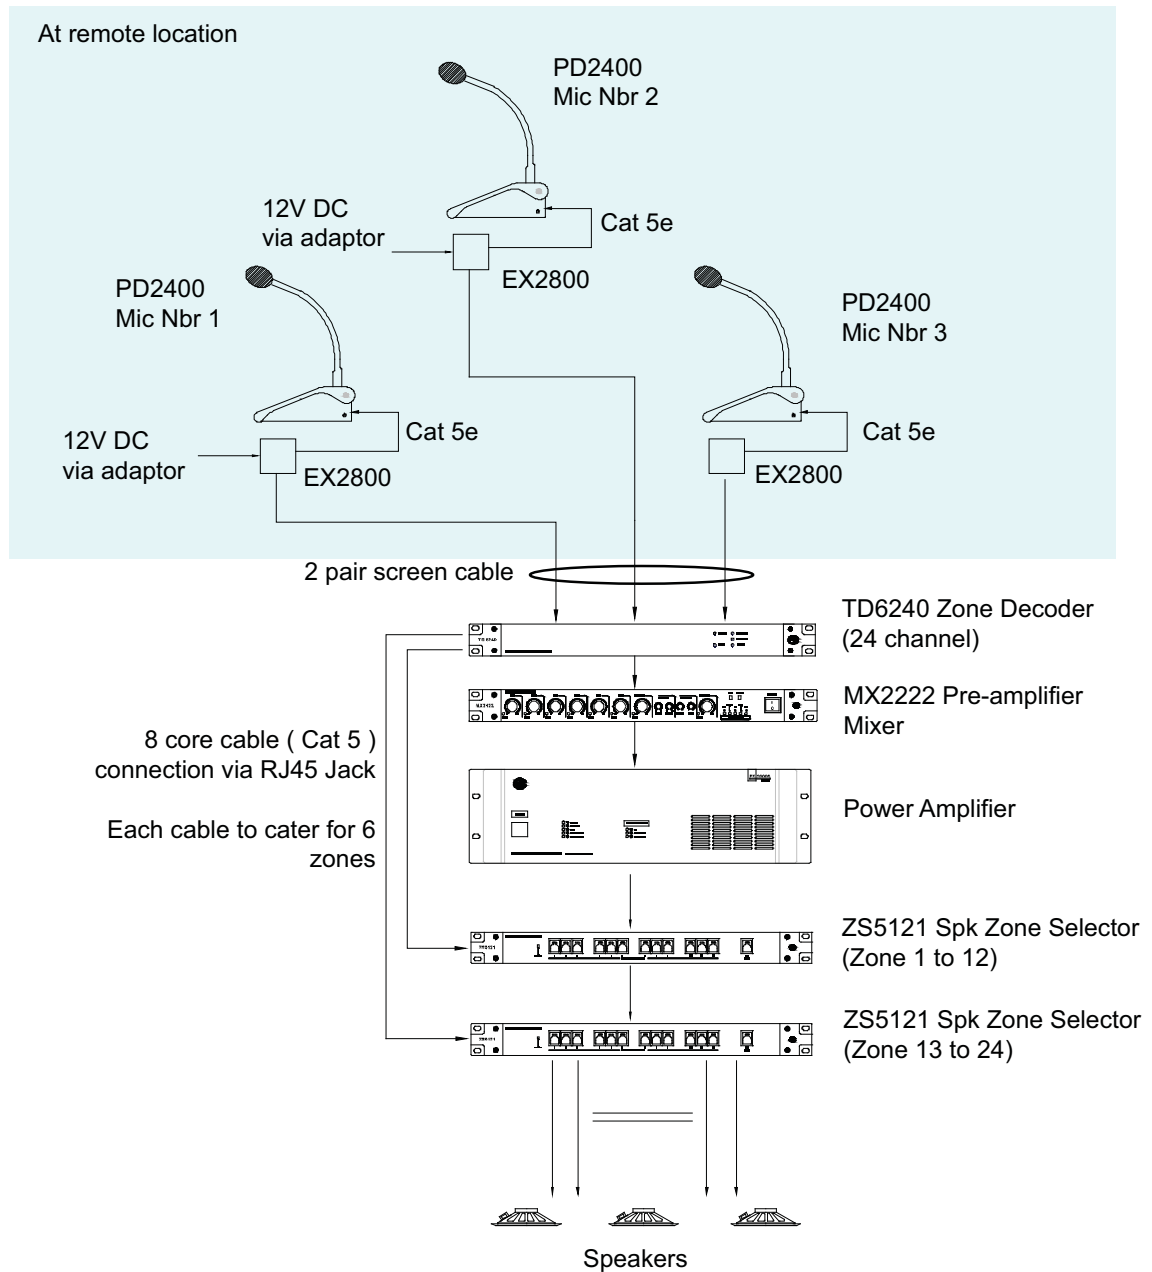 At remote location
PD2400
Mic Nbr 2
12V DC
via adaptor
Cat 5e
EX2800
PD2400
Mic Nbr 1
PD2400
Mic Nbr 3
12V DC
via adaptor
Cat 5e
EX2800
Cat 5e
EX2800
2 pair screen cable
TD6240 Zone Decoder
(24 channel)
MX2222 Pre-amplifier
Mixer
8 core cable ( Cat 5 )
connection via RJ45 Jack
Each cable to cater for 6
zones
Power Amplifier
ZS5121 Spk Zone Selector
(Zone 1 to 12)
ZS5121 Spk Zone Selector
(Zone 13 to 24)
Speakers